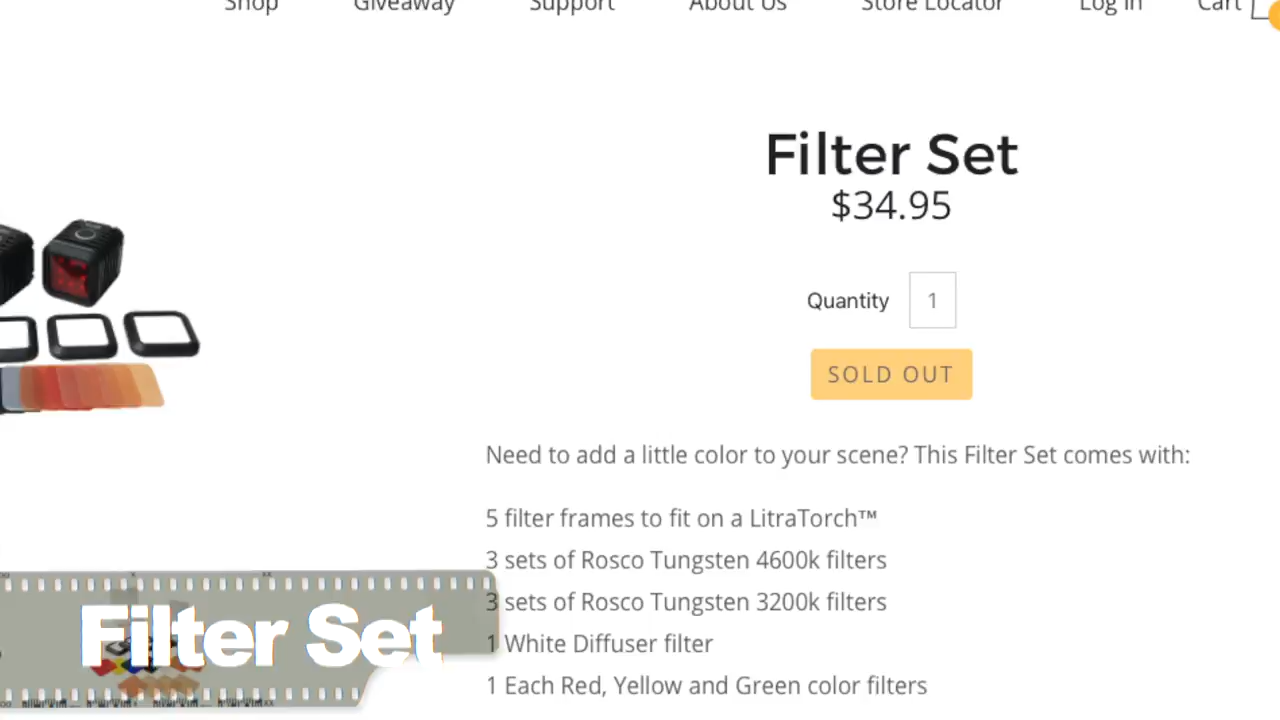 Shop Giveaway Support About Us Store Locator Log In Cart
Filter Set
$34.95
Quantity 1
SOLD OUT
Need to add a little color to your scene? This Filter Set comes with:
5 filter frames to fit on a LitraTorch™
3 sets of Rosco Tungsten 4600k filters
3 sets of Rosco Tungsten 3200k filters
1 White Diffuser filter
1 Each Red, Yellow and Green color filters
Filter Set